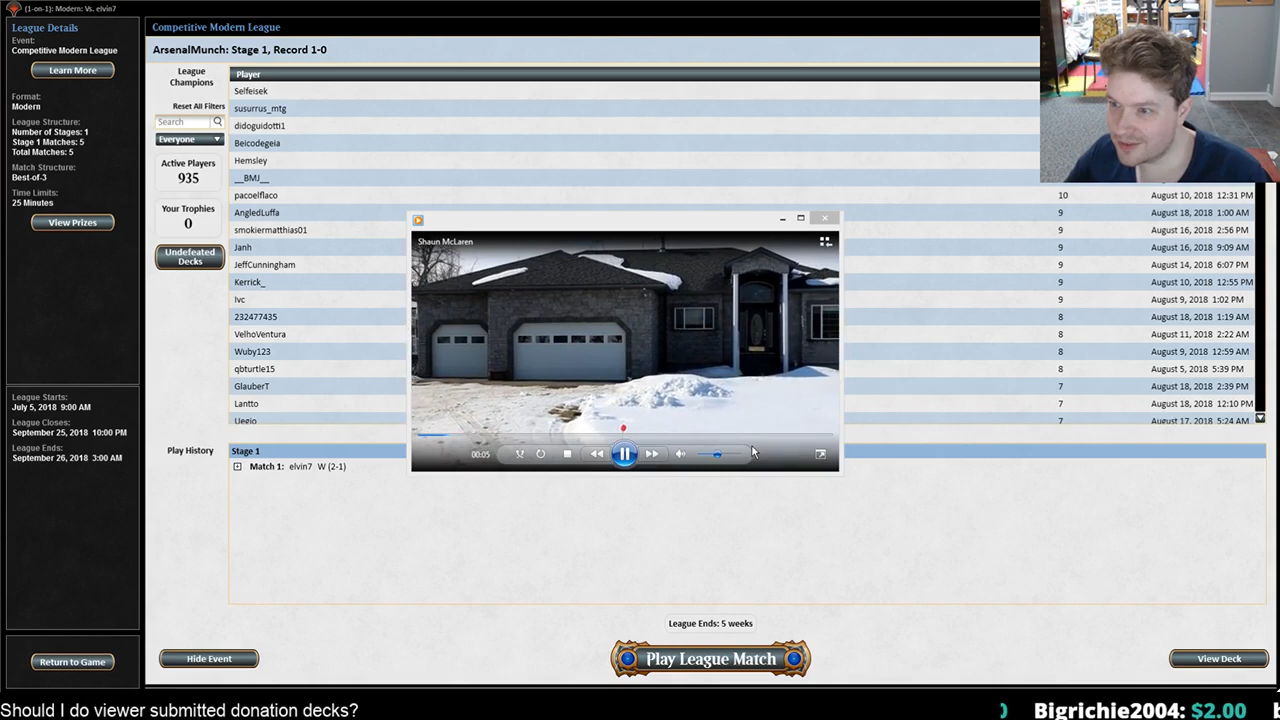 (1-on-1): Modern: Vs. elvin7
League Details
Event:
Competitive Modern League
Learn More
Format:
Modern
League Structure:
Number of Stages: 1
Stage 1 Matches: 5
Total Matches: 5
Match Structure:
Best-of-3
Time Limits:
25 Minutes
View Prizes
League Starts:
July 5, 2018 9:00 AM
League Closes:
September 25, 2018 10:00 PM
League Ends:
September 26, 2018 3:00 AM
Return to Game
Competitive Modern League
ArsenalMunch: Stage 1, Record 1-0
League
Champions
Reset All Filters
Search
Everyone
Active Players
935
Your Trophies
0
Undefeated
Decks
Player
Selfeisek
susurrus_mtg
didoguidotti1
Beicodegeia
Hemsley
__BMJ__
pacoelflaco 10 August 10, 2018 12:31 PM
AngledLuffa 9 August 18, 2018 1:00 AM
smokiermatthias01 9 August 16, 2018 2:56 PM
Janh 9 August 16, 2018 9:09 AM
JeffCunningham 9 August 14, 2018 6:07 PM
Kerrick_ 9 August 10, 2018 12:55 PM
lvc 9 August 9, 2018 1:02 PM
232477435 8 August 18, 2018 1:19 AM
VelhoVentura 8 August 11, 2018 2:22 AM
Wuby123 8 August 9, 2018 12:59 AM
qbturtle15 8 August 5, 2018 5:39 PM
GlauberT 7 August 18, 2018 2:39 PM
Lantto 7 August 18, 2018 12:10 PM
7 August 17, 2018 5:24 AM
Shaun McLaren
00:05
Play History
Stage 1
Match 1: elvin7 W (2-1)
League Ends: 5 weeks
Hide Event
Play League Match
View Deck
Should I do viewer submitted donation decks?
Bigrichie2004: $2.00